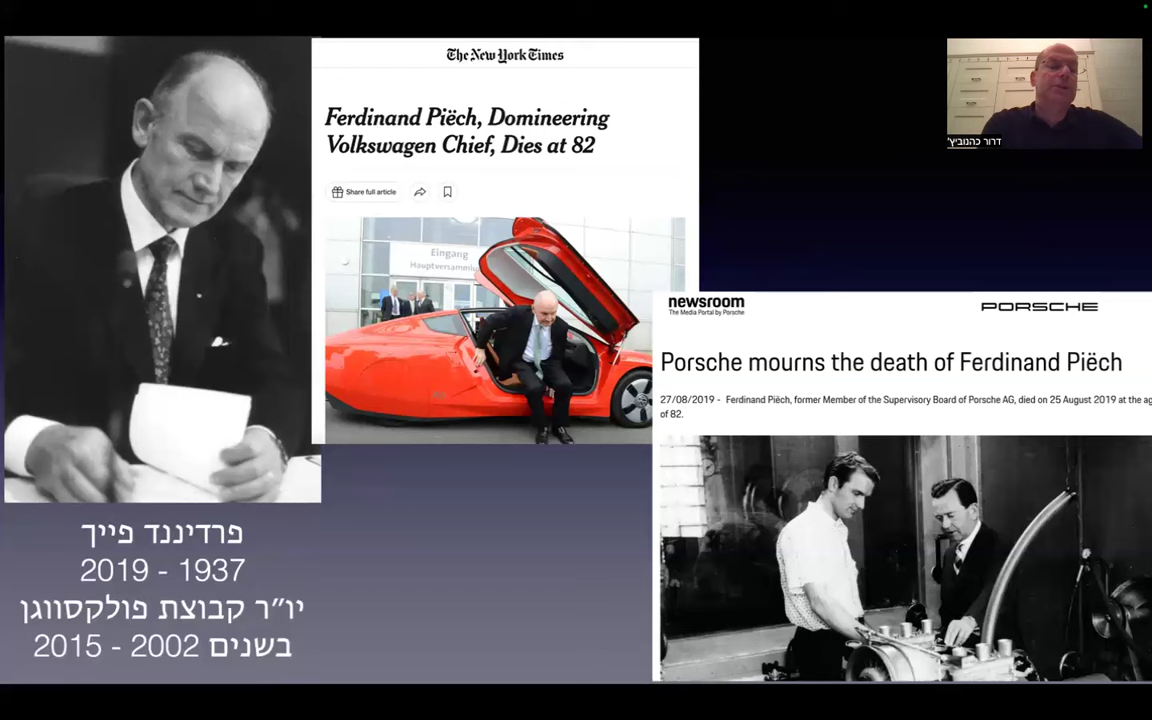 The New York Times
Ferdinand Piëch, Domineering
Volkswagen Chief, Dies at 82
Share full article
Eingang
Hauptversammlu
newsroom
The Media Portal by Porsche
PORSCHE
Porsche mourns the death of Ferdinand Piëch
27/08/2019 - Ferdinand Piëch, former Member of the Supervisory Board of Porsche AG, died on 25 August 2019 at the ag
of 82.
פרדיננד פייך
1937 - 2019
יו״ר קבוצת פולקסווגן
בשנים 2002 - 2015
דרור כהנוביץ'